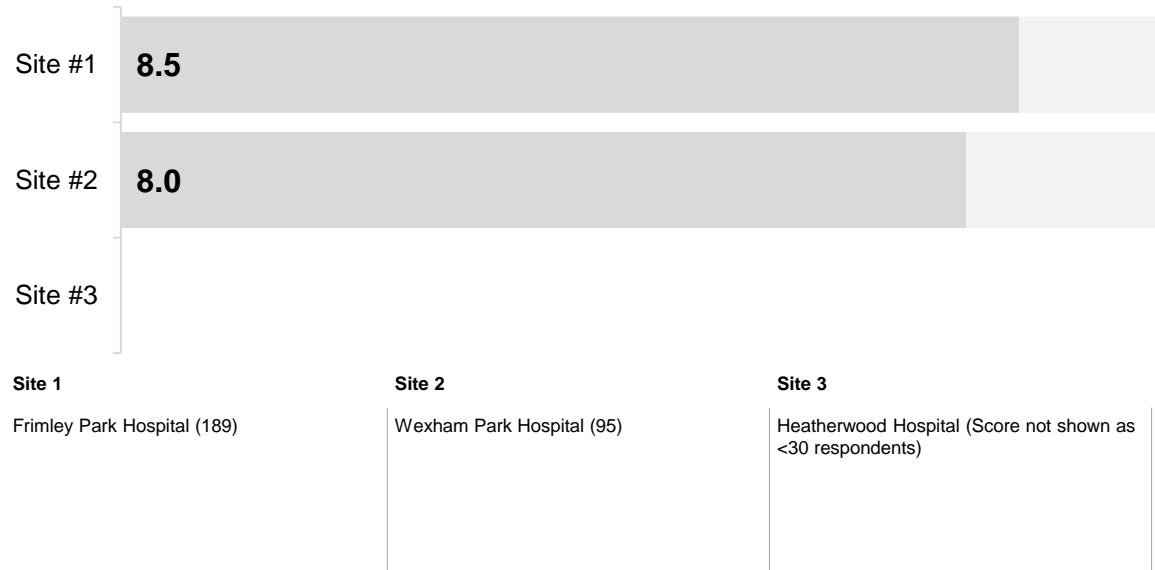 Site #1
8.5
Site #2
8.0
Site #3
Site 1
Frimley Park Hospital (189)
Site 2
Wexham Park Hospital (95)
Site 3
Heatherwood Hospital (Score not shown as
<30 respondents)